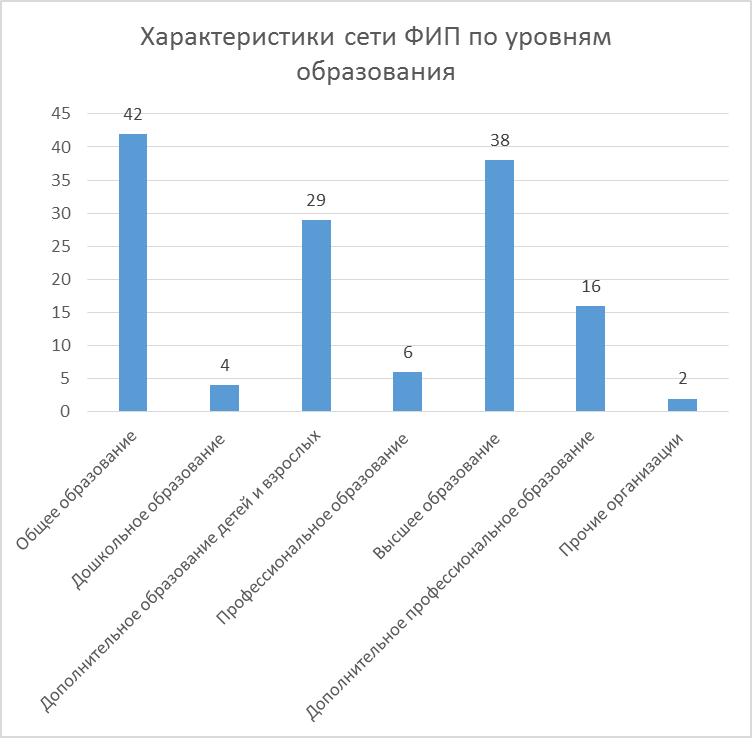 Характеристики сети ФИП по уровням
образования
45
40
35
30
25
20
15
10
5
0
42
4
29
6
38
16
2
Общее образование
Дошкольное образование
Дополнительное образование детей и взрослых
Профессиональное образование
Высшее образование
Дополнительное профессиональное образование
Прочие организации